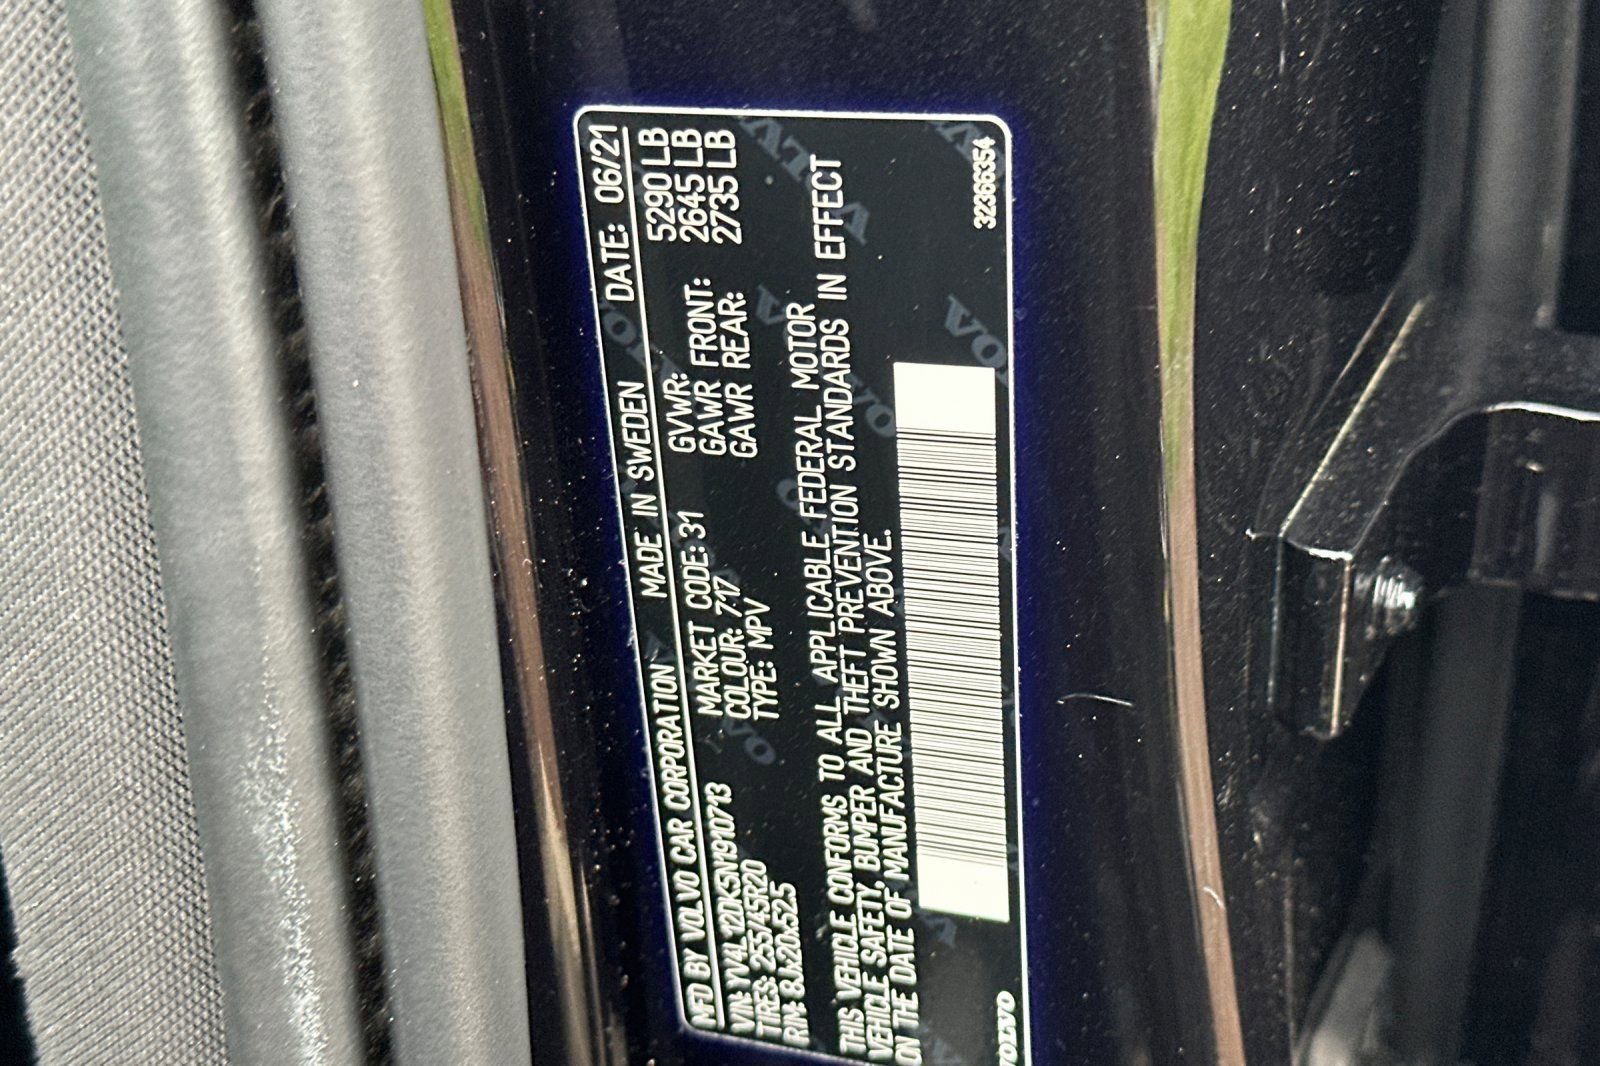 MFD BY VOLVO CAR CORPORATION MADE IN SWEDEN DATE: 06/21
VIN: YV4L12DK5N1910713 MARKET CODE: 31 GVWR: 5290 LB
TIRES: 255/45R20 COLOUR: 717 GAWR FRONT: 2645 LB
RIM: 8Jx20x52.5 TYPE: MPV GAWR REAR: 2735 LB
THIS VEHICLE CONFORMS TO ALL APPLICABLE FEDERAL MOTOR
VEHICLE SAFETY, BUMPER AND THEFT PREVENTION STANDARDS IN EFFECT
ON THE DATE OF MANUFACTURE SHOWN ABOVE.
VOLVO 32366354